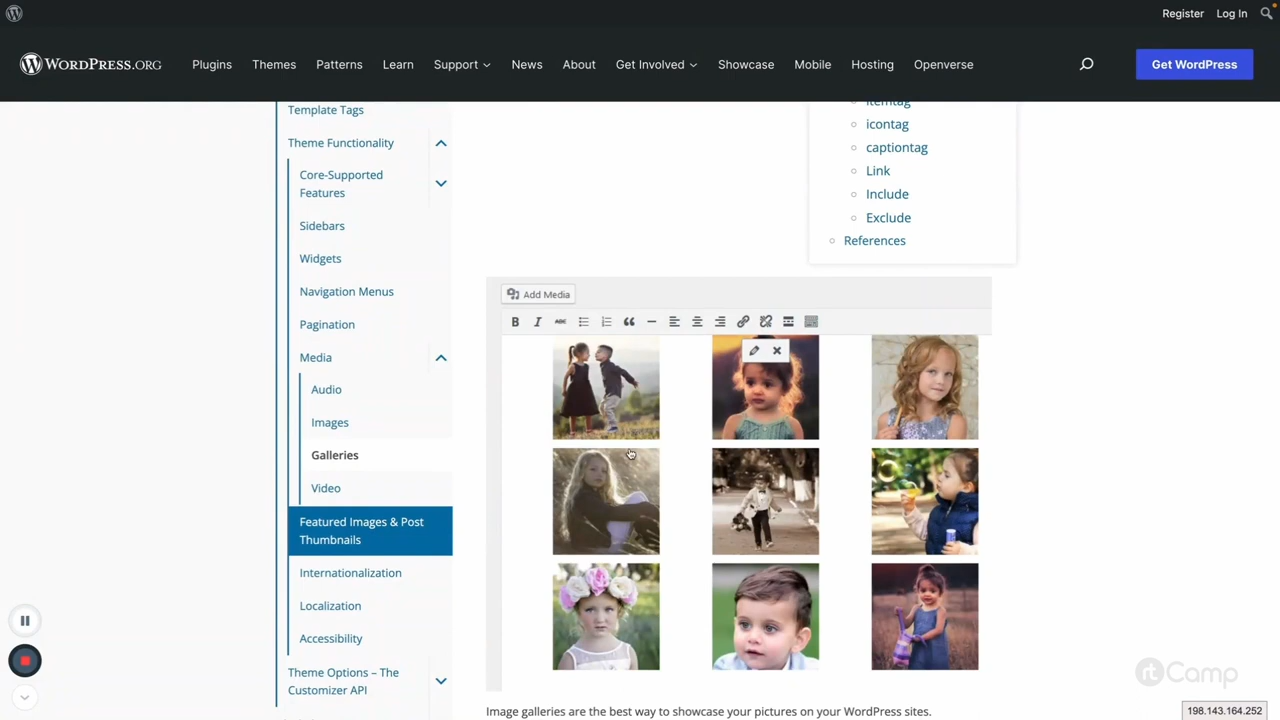 Register Log In
WORDPRESS.ORG Plugins Themes Patterns Learn Support News About Get Involved Showcase Mobile Hosting Openverse Get WordPress
Template Tags
Theme Functionality
Core-Supported
Features
Sidebars
Widgets
Navigation Menus
Pagination
Media
Audio
Images
Galleries
Video
Featured Images & Post
Thumbnails
Internationalization
Localization
Accessibility
Theme Options – The
Customizer API
itemtag
icontag
captiontag
Link
Include
Exclude
References
Add Media
B I ABC
Image galleries are the best way to showcase your pictures on your WordPress sites.
rtCamp
198.143.164.252